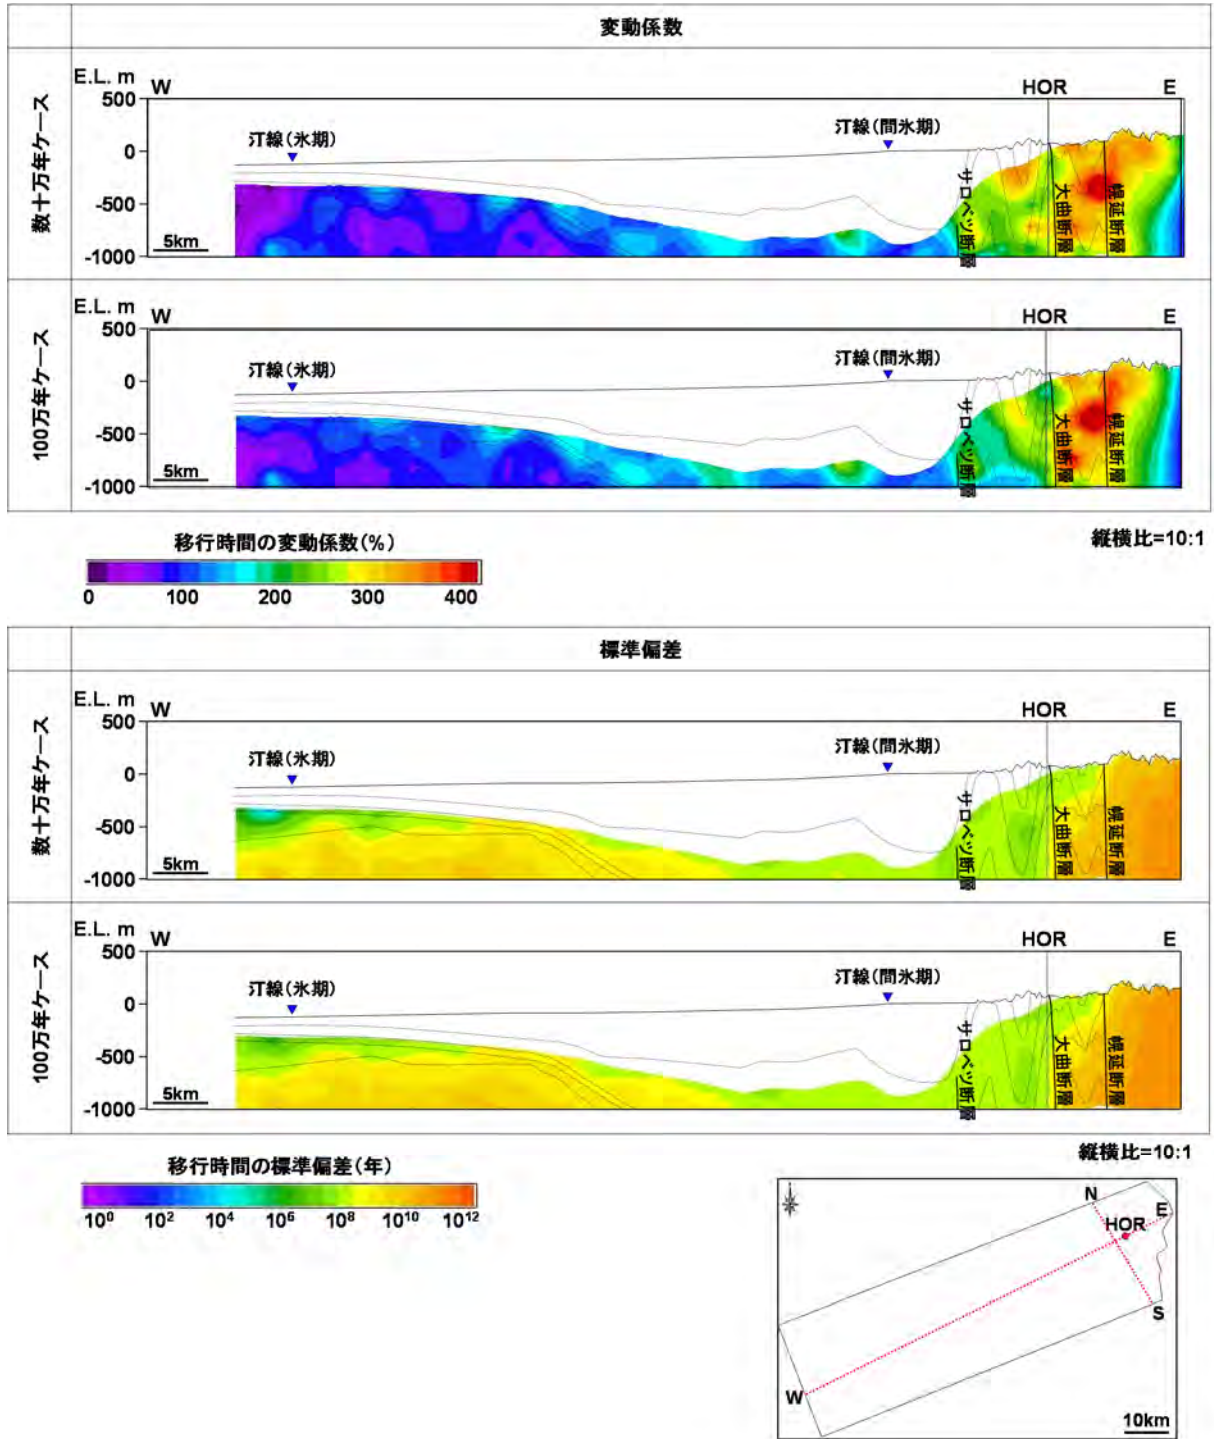 変動係数
数十万年ケース
E.L. m
W
HOR
E
500
0
-500
-1000
汀線(氷期)
汀線(間氷期)
サロベツ断層
大曲断層
幌延断層
5km
100万年ケース
E.L. m
W
HOR
E
500
0
-500
-1000
汀線(氷期)
汀線(間氷期)
サロベツ断層
大曲断層
幌延断層
5km
縦横比=10:1
移行時間の変動係数(%)
0 100 200 300 400
標準偏差
数十万年ケース
E.L. m
W
HOR
E
500
0
-500
-1000
汀線(氷期)
汀線(間氷期)
サロベツ断層
大曲断層
幌延断層
5km
100万年ケース
E.L. m
W
HOR
E
500
0
-500
-1000
汀線(氷期)
汀線(間氷期)
サロベツ断層
大曲断層
幌延断層
5km
縦横比=10:1
移行時間の標準偏差(年)
10⁰ 10² 10⁴ 10⁶ 10⁸ 10¹⁰ 10¹²
N
E
HOR
S
W
10km